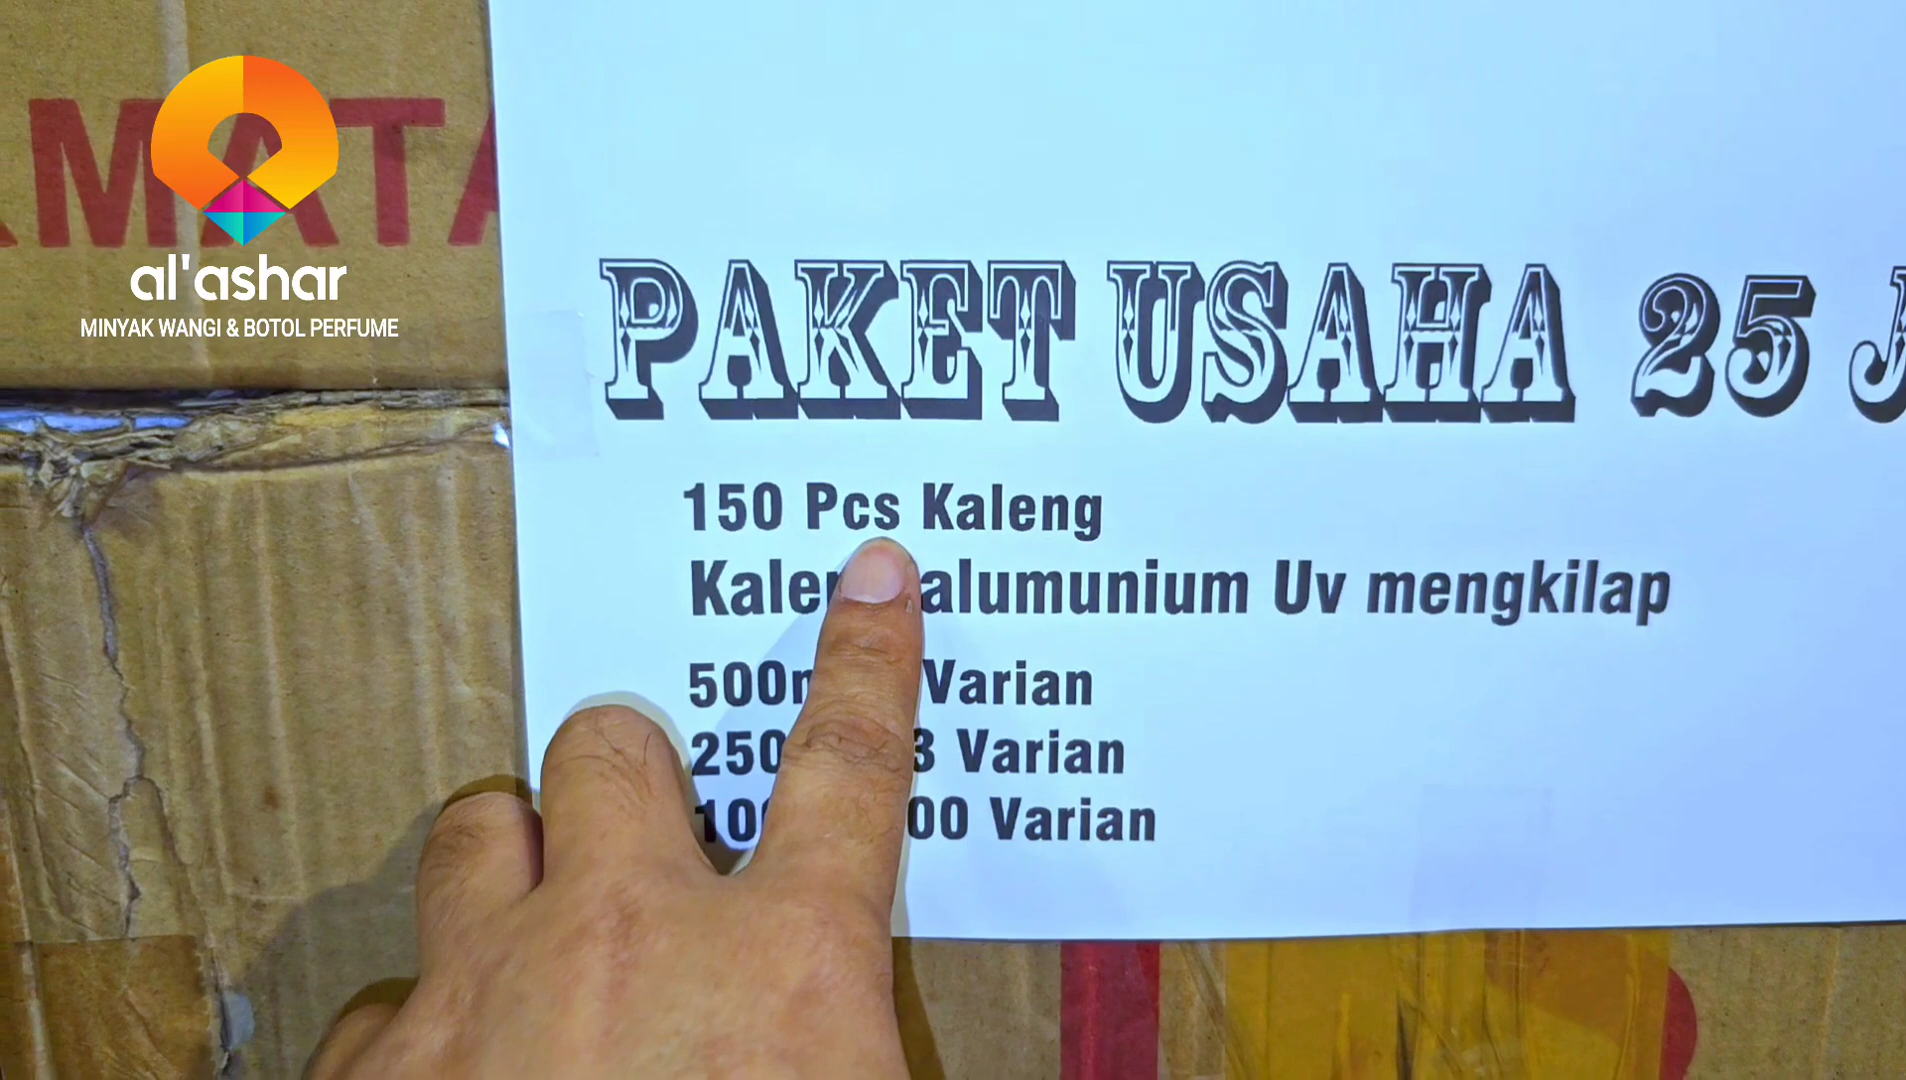 MATA
al'ashar
MINYAK WANGI & BOTOL PERFUME
PAKET USAHA 25 J
150 Pcs Kaleng
alumunium Uv mengkilap
Varian
3 Varian
Varian